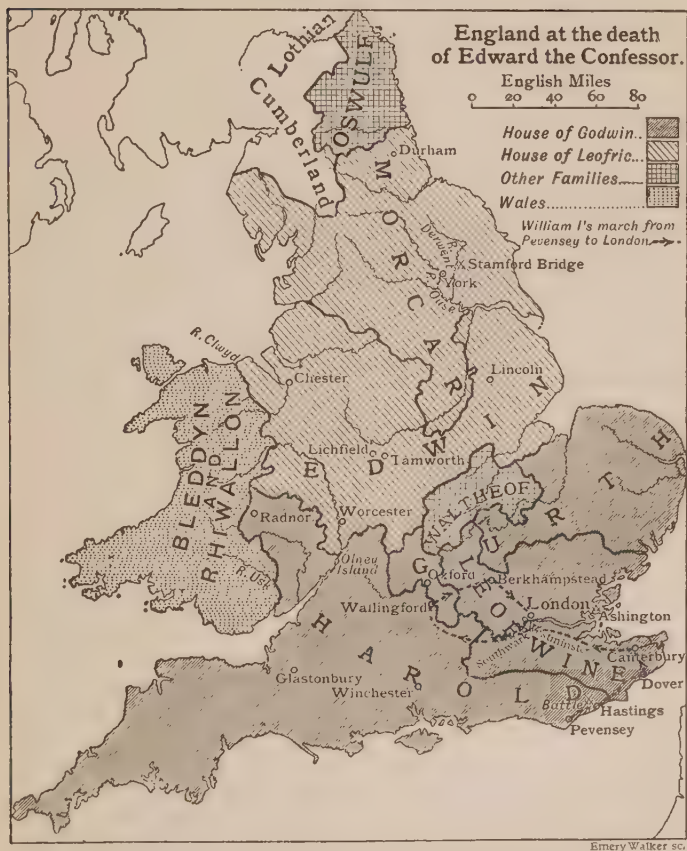 England at the death
of Edward the Confessor.
English Miles
0 20 40 60 80
House of Godwin..
House of Leofric...
Other Families
Wales
William I's march from
Pevensey to London
Lothian
Cumberland
OSWULF
Durham
MORCAR
R. Derwent
Stamford Bridge
York
R. Ouse
R. Clwyd
Chester
Lincoln
EDWIN
Lichfield
Tamworth
BLEDDYN
AND
RHIWALLON
Radnor
Worcester
R. Usk
Olney
Island
WALTHEOF
GURTH
Oxford
Berkhampstead
LEOFWINE
Wallingford
London
Ashington
Southwark
Westminster
Canterbury
Dover
HAROLD
Glastonbury
Winchester
Battle
Hastings
Pevensey
Emery Walker sc.